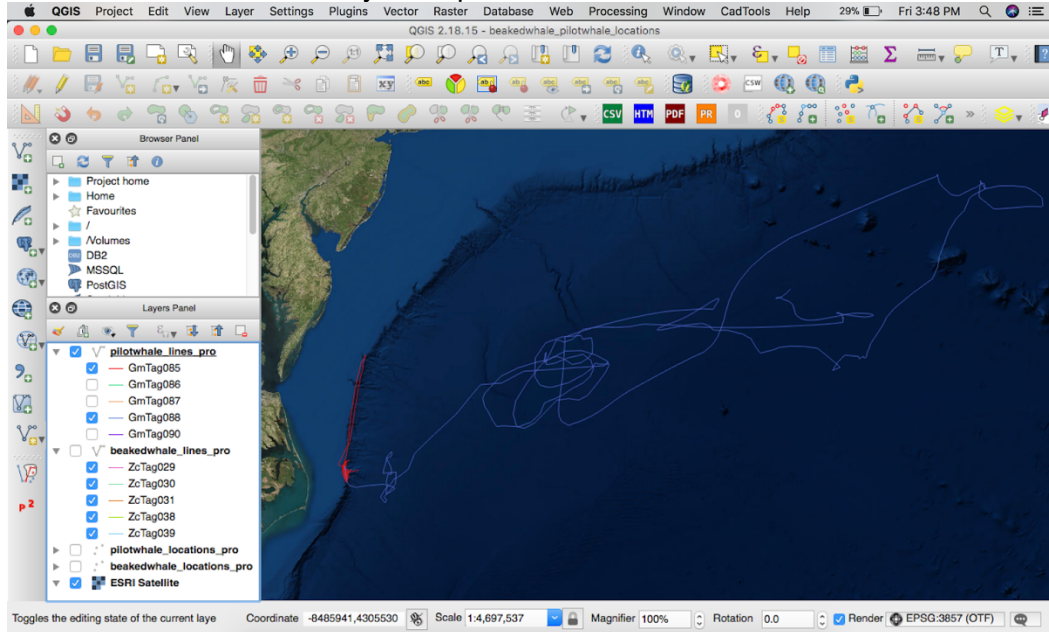 QGIS Project Edit View Layer Settings Plugins Vector Raster Database Web Processing Window CadTools Help 29% Fri 3:48 PM
QGIS 2.18.15 - beakedwhale_pilotwhale_locations
CSV HTM PDF PR 0
Browser Panel
Project home
Home
Favourites
/
/Volumes
DB2
MSSQL
PostGIS
Layers Panel
pilotwhale_lines_pro
GmTag085
GmTag086
GmTag087
GmTag088
GmTag090
beakedwhale_lines_pro
ZcTag029
ZcTag030
ZcTag031
ZcTag038
ZcTag039
pilotwhale_locations_pro
beakedwhale_locations_pro
ESRI Satellite
Toggles the editing state of the current laye Coordinate -8485941,4305530 Scale 1:4,697,537 Magnifier 100% Rotation 0.0 Render EPSG:3857 (OTF)